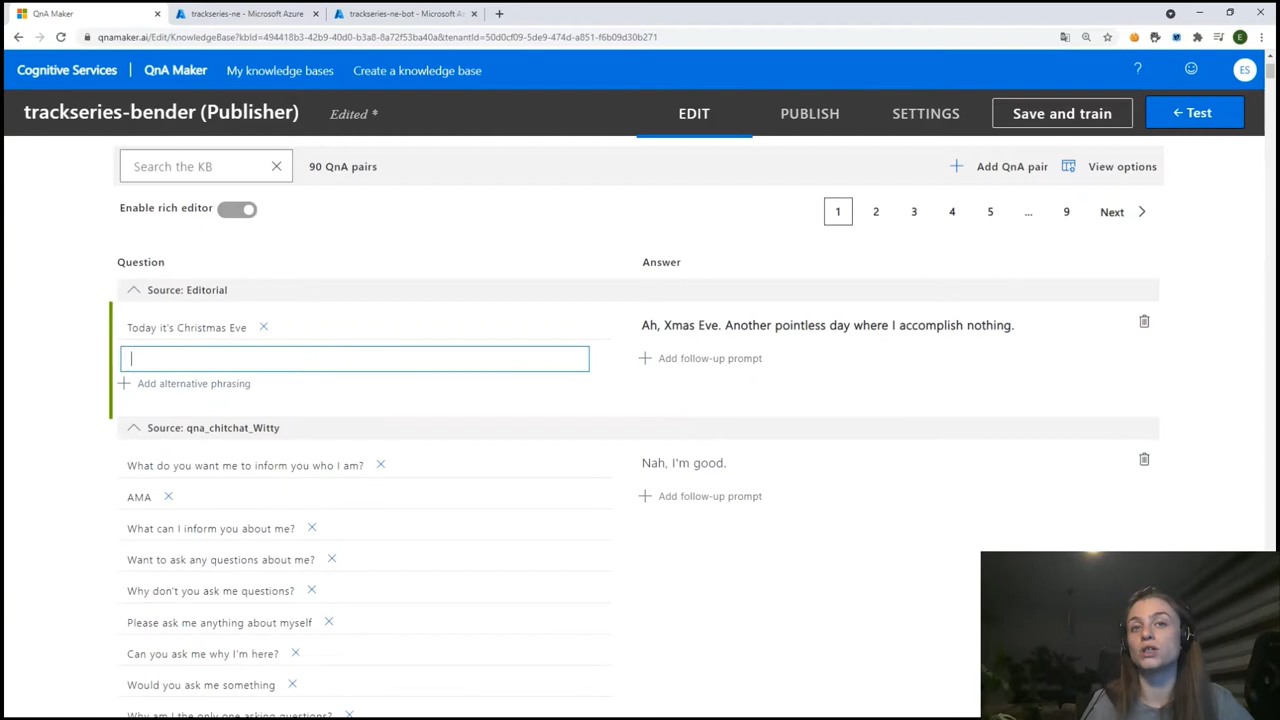 QnA Maker
trackseries-ne - Microsoft Azure
trackseries-ne-bot - Microsoft Az
qnamaker.ai/Edit/KnowledgeBase?kbId=494418b3-42b9-40d0-b3a8-8a72f53ba40a&tenantId=50d0cf09-5de9-474d-a851-f6b09d30b271
E
Cognitive Services
QnA Maker
My knowledge bases
Create a knowledge base
?
ES
trackseries-bender (Publisher)
Edited *
EDIT
PUBLISH
SETTINGS
Save and train
← Test
Search the KB
90 QnA pairs
Add QnA pair
View options
Enable rich editor
1 2 3 4 5 ... 9 Next
Question
Answer
Source: Editorial
Today it's Christmas Eve
Ah, Xmas Eve. Another pointless day where I accomplish nothing.
Add follow-up prompt
Add alternative phrasing
Source: qna_chitchat_Witty
What do you want me to inform you who I am?
Nah, I'm good.
AMA
Add follow-up prompt
What can I inform you about me?
Want to ask any questions about me?
Why don't you ask me questions?
Please ask me anything about myself
Can you ask me why I'm here?
Would you ask me something
Why am I the only one asking questions?